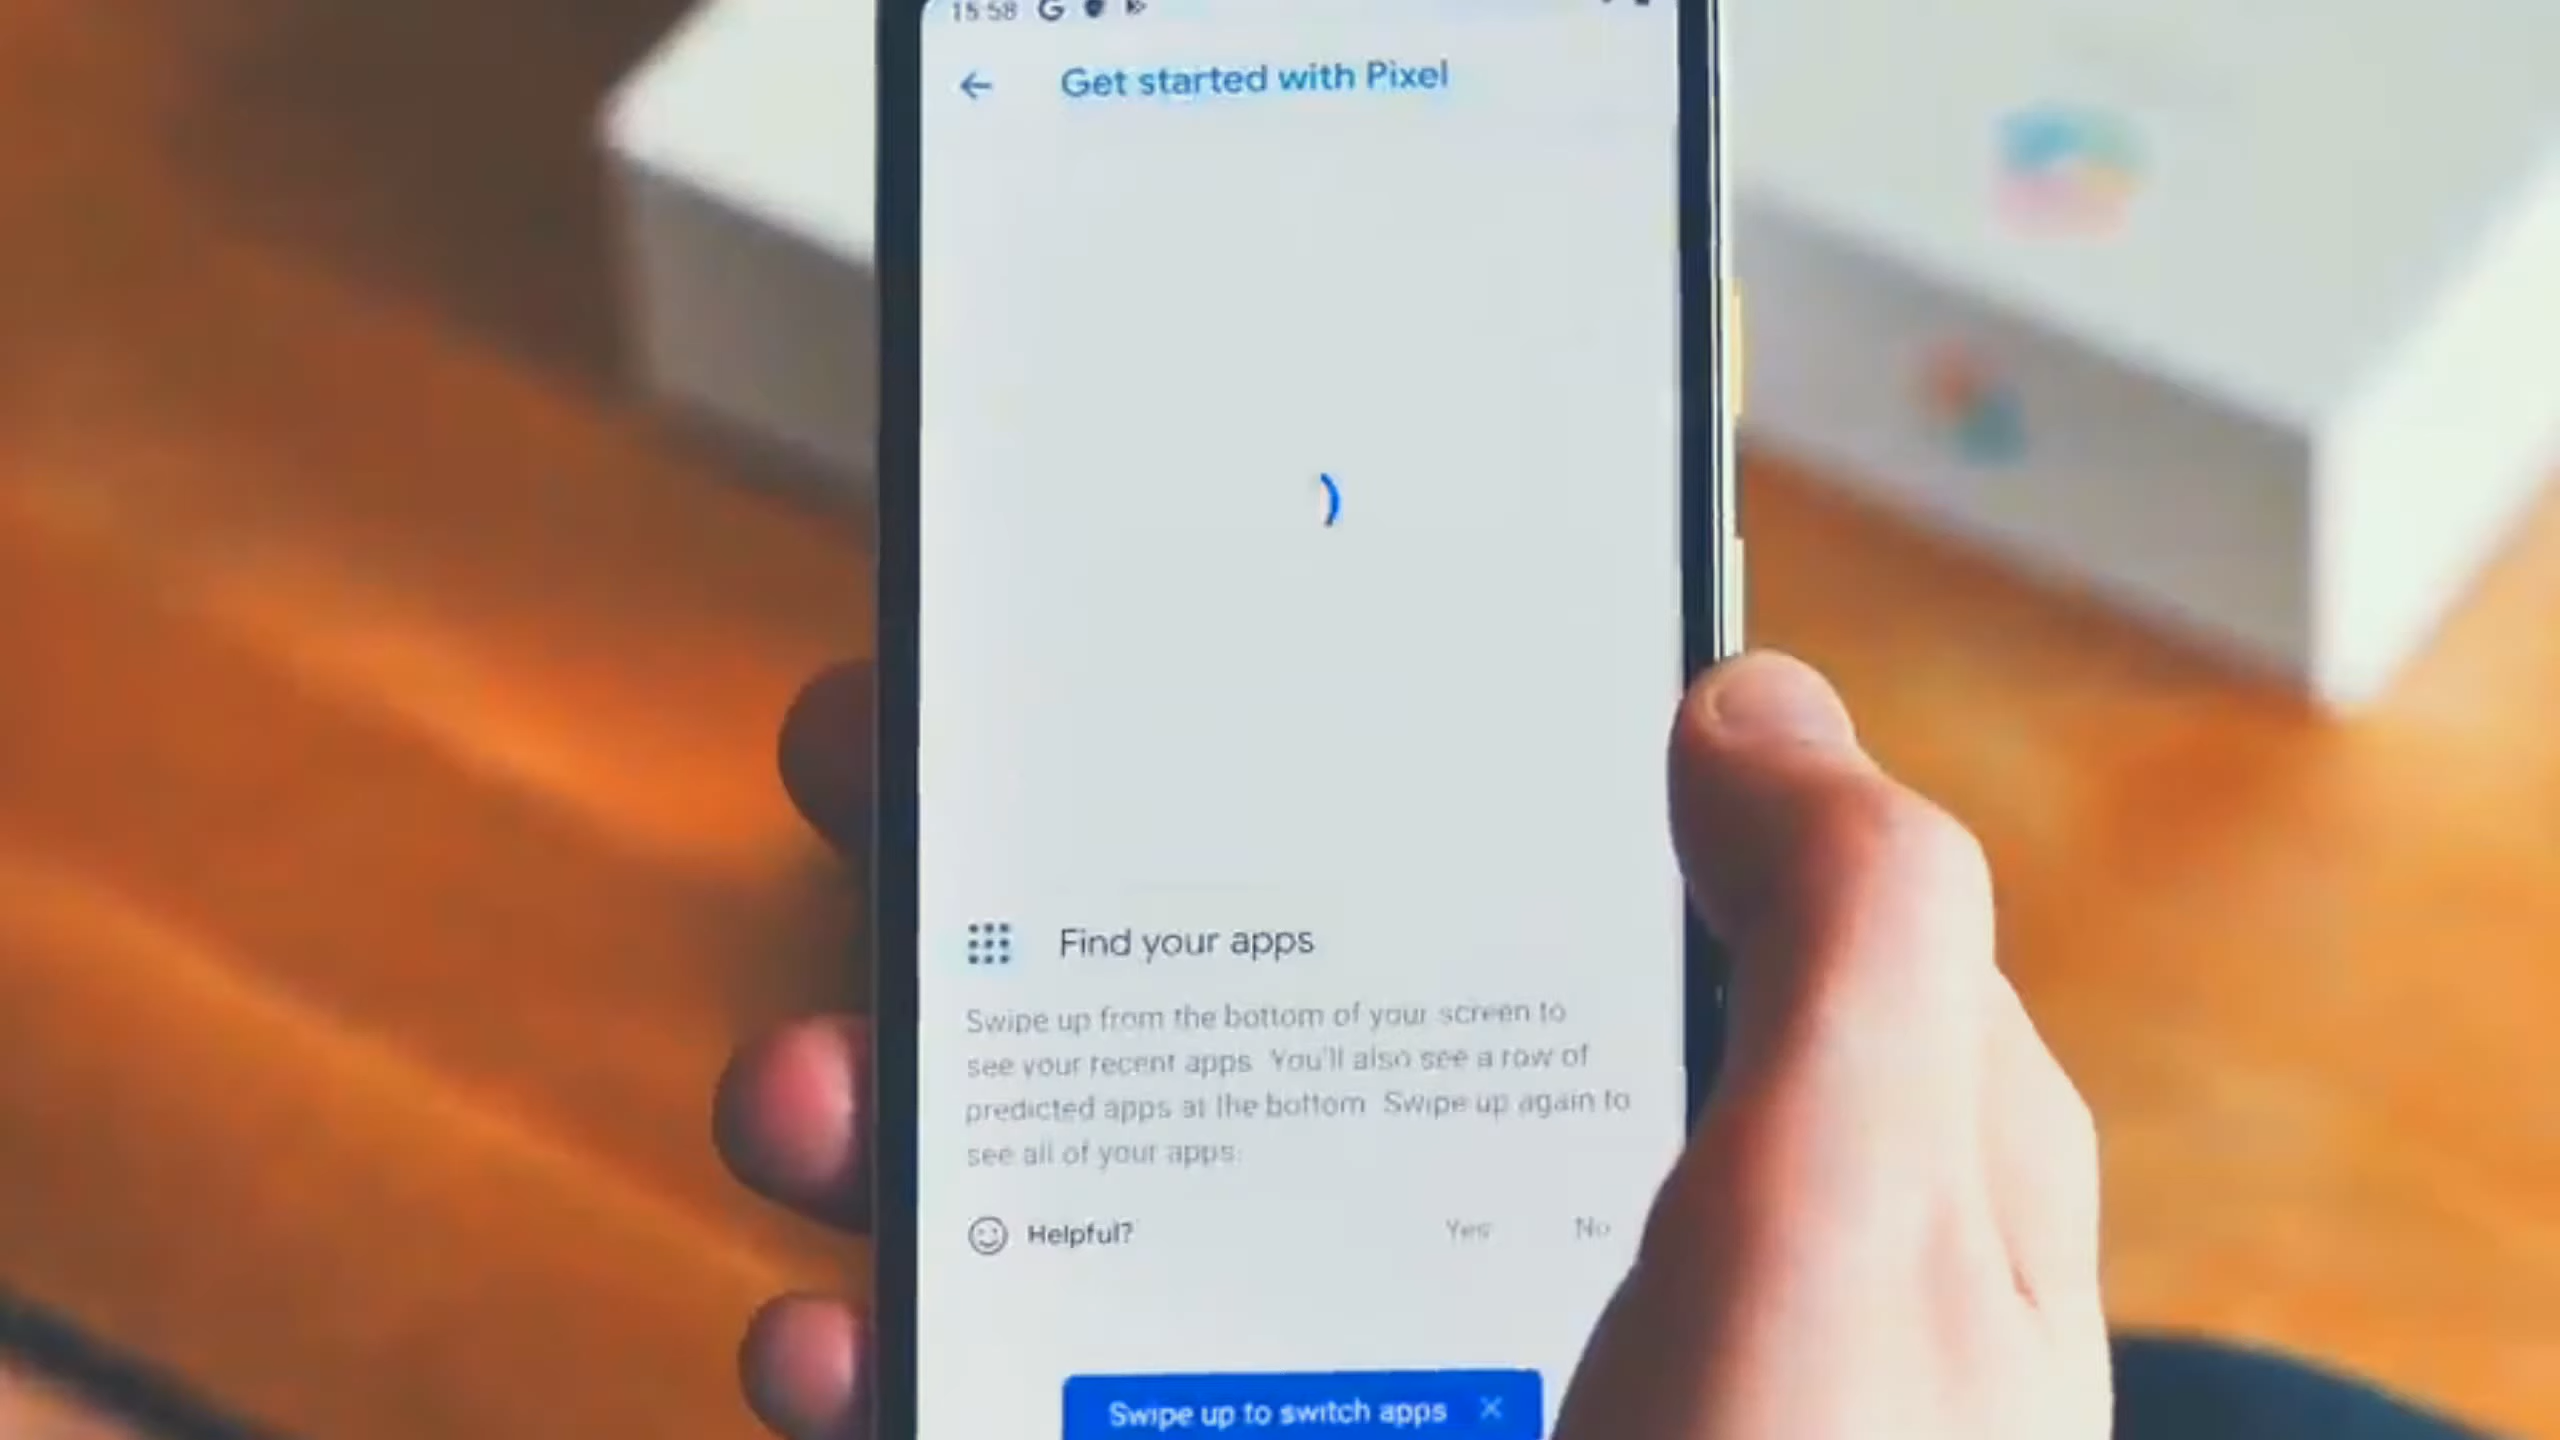 15:58
Get started with Pixel
Find your apps
Swipe up from the bottom of your screen to
see your recent apps. You'll also see a row of
predicted apps at the bottom. Swipe up again to
see all of your apps.
Helpful? Yes No
Swipe up to switch apps